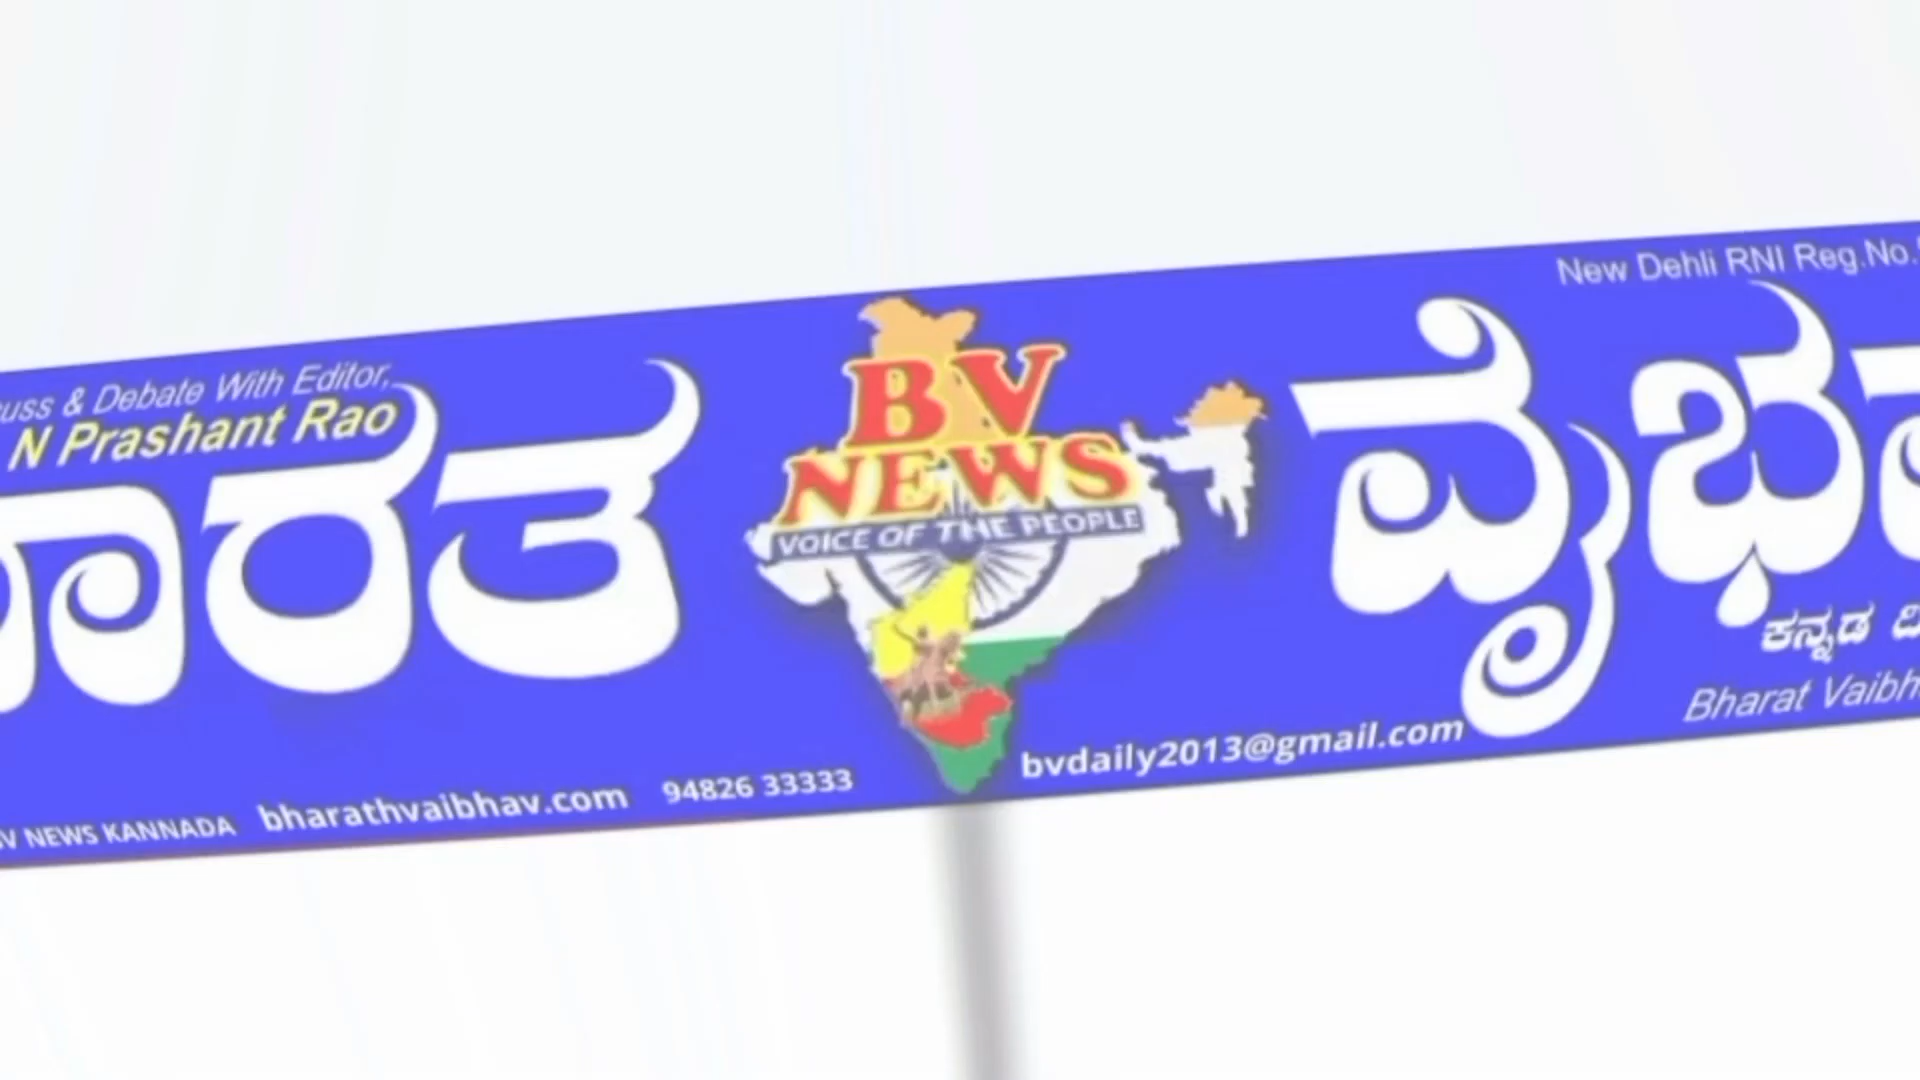 uss & Debate With Editor,
N Prashant Rao
ಾರತ
BV
NEWS
VOICE OF THE PEOPLE
New Dehli RNI Reg.No.
ವೈಭ
ಕನ್ನಡ
Bharat Vaibh
V NEWS KANNADA bharathvaibhav.com 94826 33333
bvdaily2013@gmail.com